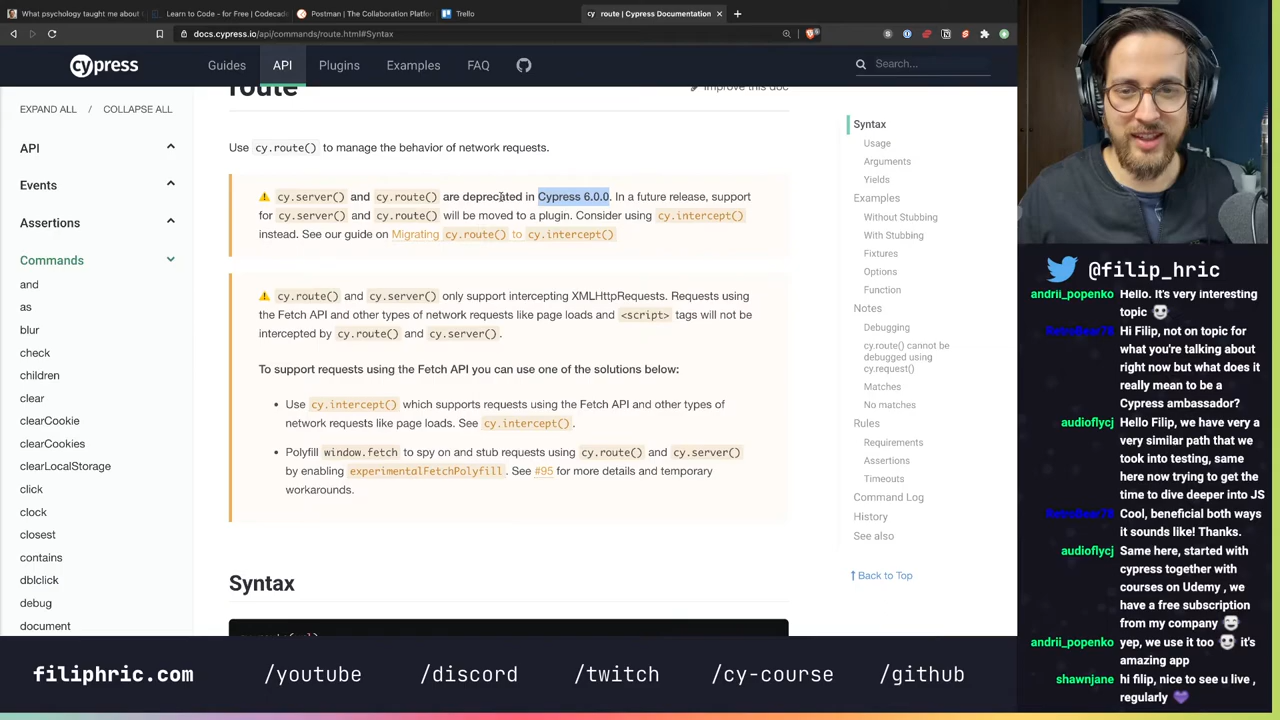 What psychology taught me about
Learn to Code - for Free | Codecad
Postman | The Collaboration Platf
Trello
cy route | Cypress Documentation
docs.cypress.io/api/commands/route.html#Syntax
cypress
Guides
API
Plugins
Examples
FAQ
Search...
EXPAND ALL / COLLAPSE ALL
API
Events
Assertions
Commands
and
as
blur
check
children
clear
clearCookie
clearCookies
clearLocalStorage
click
clock
closest
contains
dblclick
debug
document
route
Improve this doc
Use cy.route() to manage the behavior of network requests.
⚠ cy.server() and cy.route() are deprecated in Cypress 6.0.0. In a future release, support
for cy.server() and cy.route() will be moved to a plugin. Consider using cy.intercept()
instead. See our guide on Migrating cy.route() to cy.intercept()
⚠ cy.route() and cy.server() only support intercepting XMLHttpRequests. Requests using
the Fetch API and other types of network requests like page loads and <script> tags will not be
intercepted by cy.route() and cy.server().
To support requests using the Fetch API you can use one of the solutions below:
• Use cy.intercept() which supports requests using the Fetch API and other types of
network requests like page loads. See cy.intercept().
• Polyfill window.fetch to spy on and stub requests using cy.route() and cy.server()
by enabling experimentalFetchPolyfill. See #95 for more details and temporary
workarounds.
Syntax
Syntax
Usage
Arguments
Yields
Examples
Without Stubbing
With Stubbing
Fixtures
Options
Function
Notes
Debugging
cy.route() cannot be
debugged using
cy.request()
Matches
No matches
Rules
Requirements
Assertions
Timeouts
Command Log
History
See also
Back to Top
@filip_hric
andrii_popenko Hello. It's very interesting
topic
RetroBear78 Hi Filip, not on topic for
what you're talking about
right now but what does it
really mean to be a
Cypress ambassador?
audioflycj Hello Filip, we have very a
very similar path that we
took into testing, same
here now trying to get the
time to dive deeper into JS
RetroBear78 Cool, beneficial both ways
it sounds like! Thanks.
audioflycj Same here, started with
cypress together with
courses on Udemy , we
have a free subscription
from my company
andrii_popenko yep, we use it too it's
amazing app
shawnjane hi filip, nice to see u live ,
regularly
filiphric.com /youtube /discord /twitch /cy-course /github